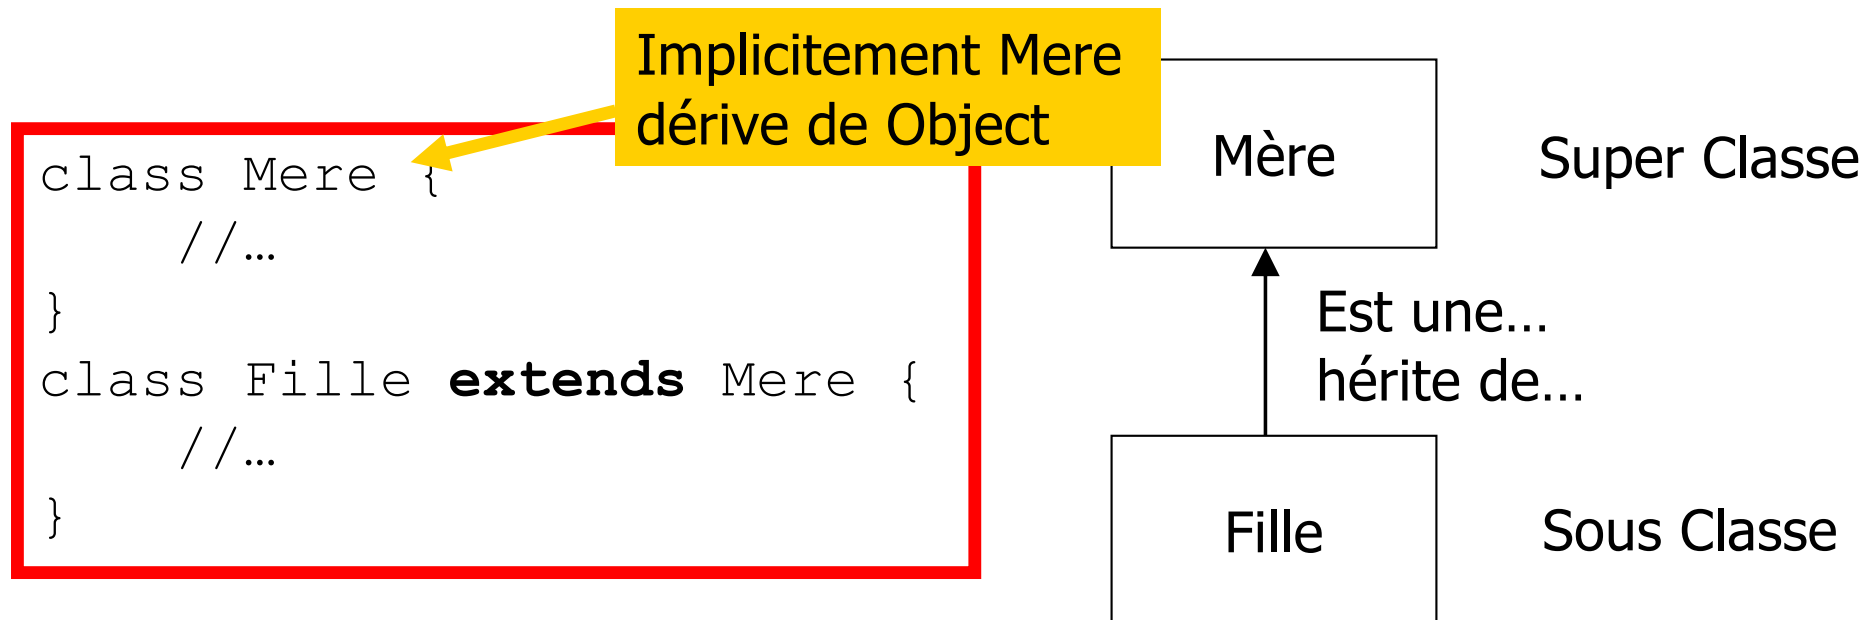 Implicitement Mere
dérive de Object
class Mere {
//…
}
class Fille extends Mere {
//…
}
Mère
Super Classe
Est une…
hérite de…
Fille
Sous Classe